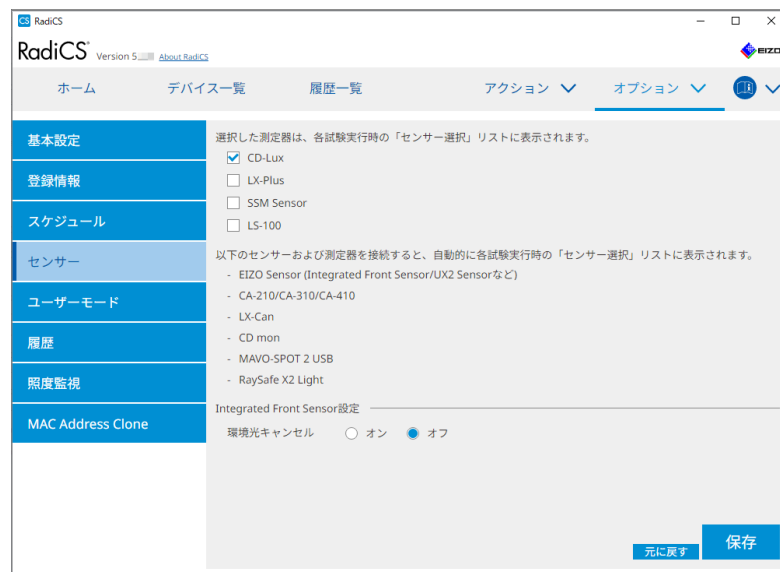 CS RadiCS
RadiCS Version 5. About RadiCS
EIZO
ホーム デバイス一覧 履歴一覧 アクション オプション
基本設定
登録情報
スケジュール
センサー
ユーザーモード
履歴
照度監視
MAC Address Clone
選択した測定器は、各試験実行時の「センサー選択」リストに表示されます。
CD-Lux
LX-Plus
SSM Sensor
LS-100
以下のセンサーおよび測定器を接続すると、自動的に各試験実行時の「センサー選択」リストに表示されます。
- EIZO Sensor (Integrated Front Sensor/UX2 Sensorなど)
- CA-210/CA-310/CA-410
- LX-Can
- CD mon
- MAVO-SPOT 2 USB
- RaySafe X2 Light
Integrated Front Sensor設定
環境光キャンセル オン オフ
元に戻す 保存